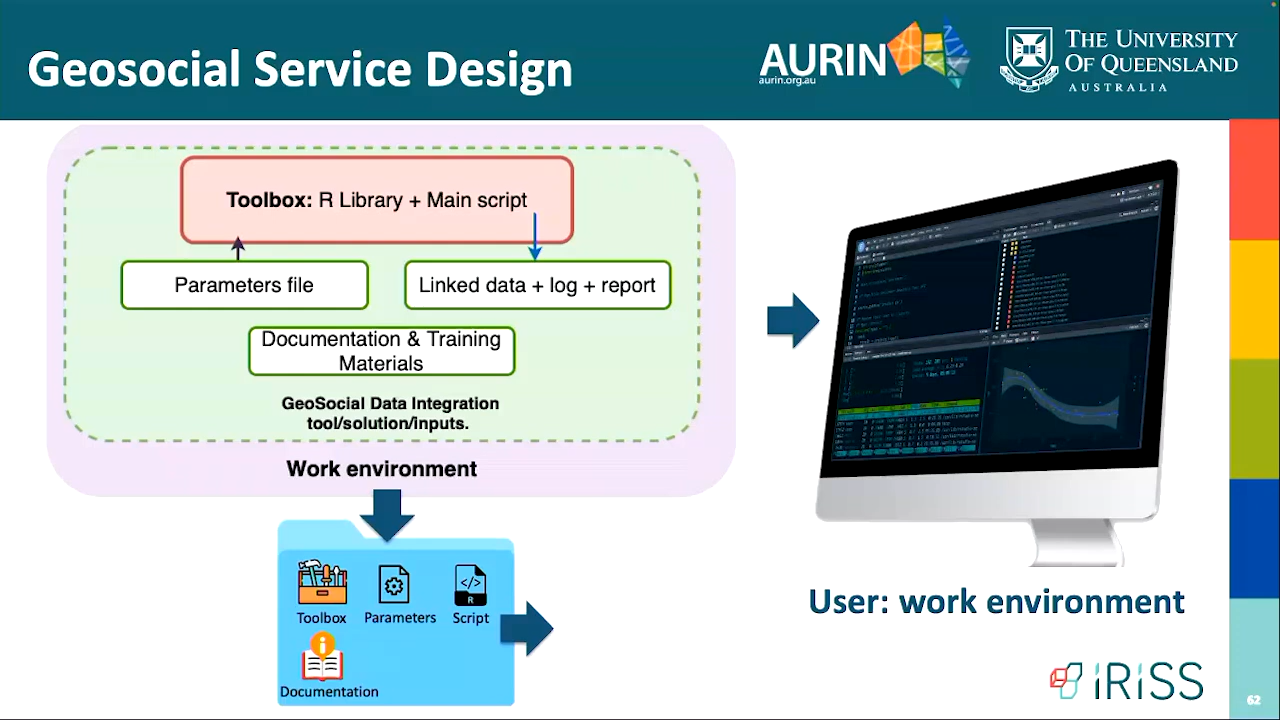 Geosocial Service Design
AURIN
aurin.org.au
THE UNIVERSITY
OF QUEENSLAND
AUSTRALIA
Toolbox: R Library + Main script
Parameters file
Linked data + log + report
Documentation & Training
Materials
GeoSocial Data Integration
tool/solution/inputs.
Work environment
</>
R
Toolbox
Parameters
Script
i
Documentation
User: work environment
iRiSS
62